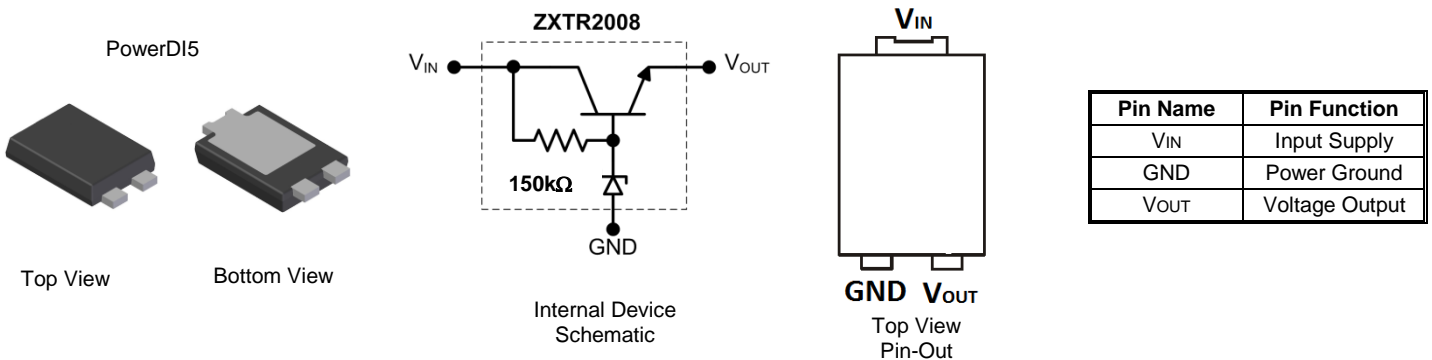 PowerDI5
Top View
Bottom View
ZXTR2008
VIN
VOUT
150kΩ
GND
Internal Device
Schematic
VIN
GND VOUT
Top View
Pin-Out
Pin Name Pin Function
VIN Input Supply
GND Power Ground
VOUT Voltage Output